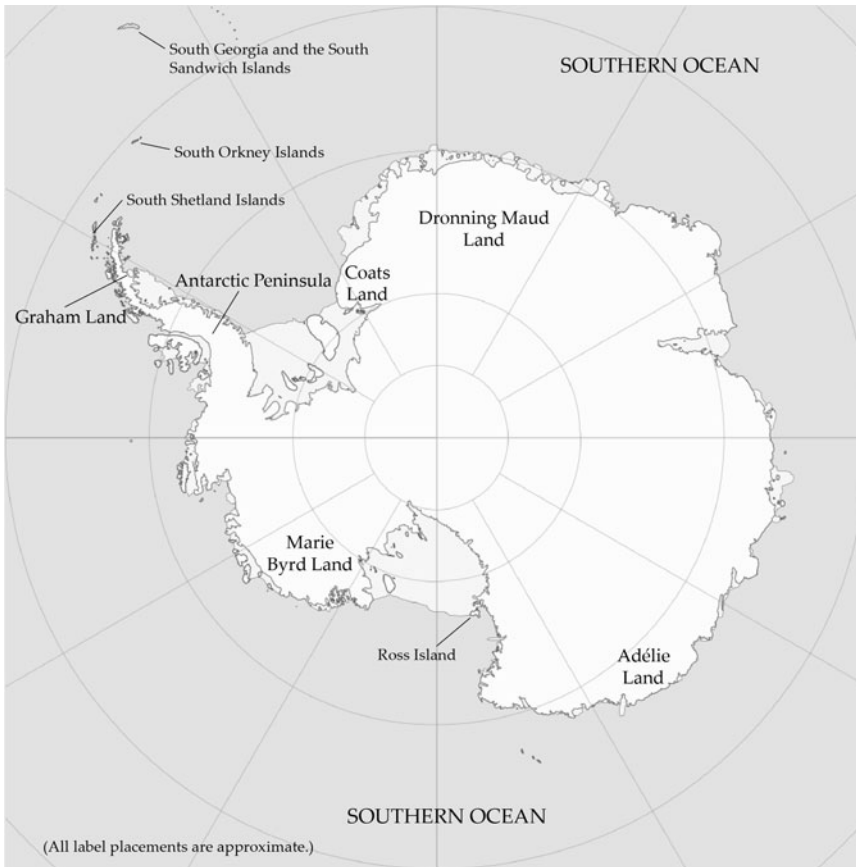 South Georgia and the South
Sandwich Islands
SOUTHERN OCEAN
South Orkney Islands
South Shetland Islands
Dronning Maud
Land
Antarctic Peninsula
Coats
Land
Graham Land
Marie
Byrd Land
Ross Island
Adélie
Land
SOUTHERN OCEAN
(All label placements are approximate.)